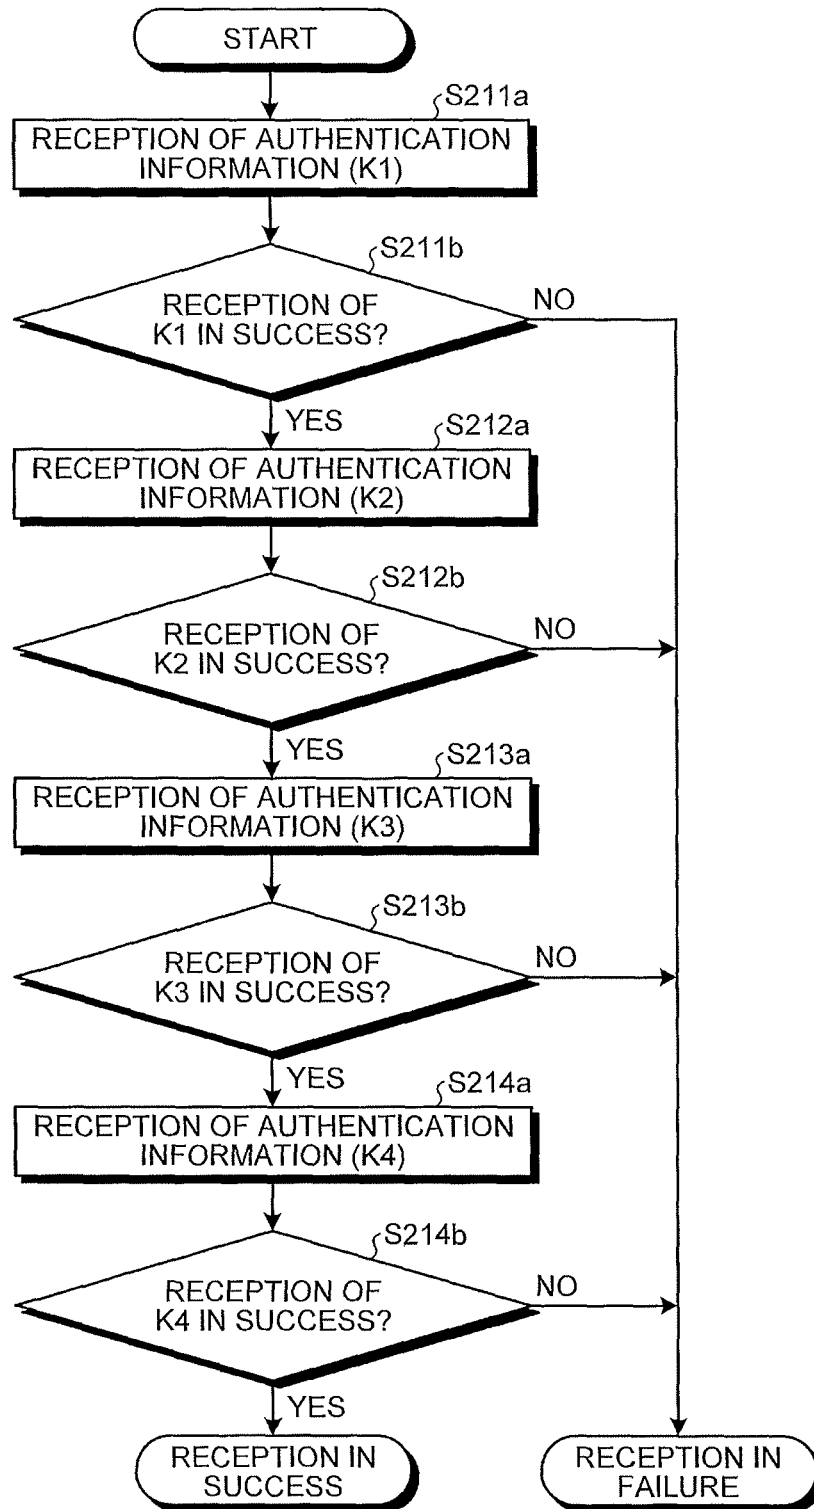 START
S211a
RECEPTION OF AUTHENTICATION
INFORMATION (K1)
S211b
RECEPTION OF
K1 IN SUCCESS?
NO
YES
S212a
RECEPTION OF AUTHENTICATION
INFORMATION (K2)
S212b
RECEPTION OF
K2 IN SUCCESS?
NO
YES
S213a
RECEPTION OF AUTHENTICATION
INFORMATION (K3)
S213b
RECEPTION OF
K3 IN SUCCESS?
NO
YES
S214a
RECEPTION OF AUTHENTICATION
INFORMATION (K4)
S214b
RECEPTION OF
K4 IN SUCCESS?
NO
YES
RECEPTION IN
SUCCESS
RECEPTION IN
FAILURE